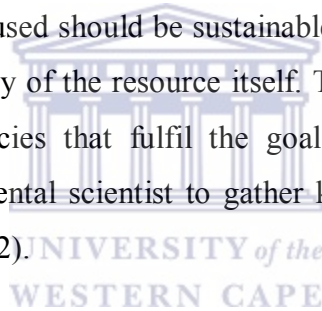 used should be sustainable
y of the resource itself. T
cies that fulfil the goal
ental scientist to gather k
2).
UNIVERSITY of the
WESTERN CAPE